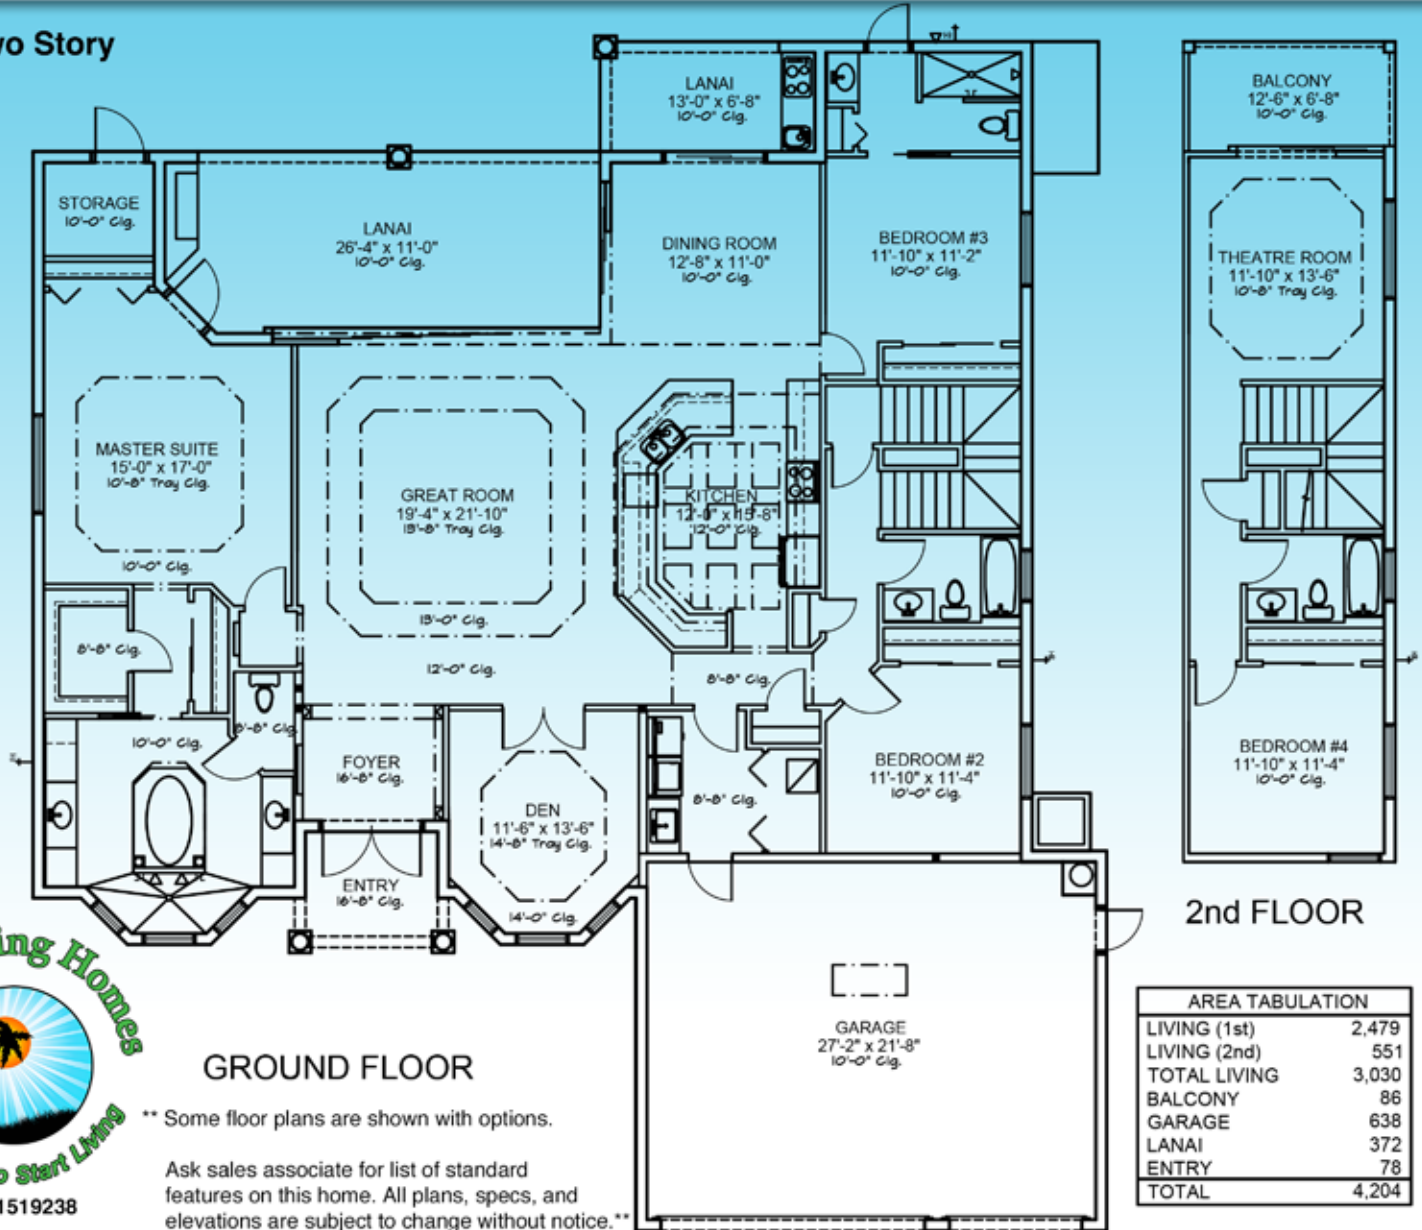 Two Story
LANAI
13'-0" x 6'-8"
10'-0" Clg.
BALCONY
12'-6" x 6'-8"
10'-0" Clg.
STORAGE
10'-0" Clg.
LANAI
26'-4" x 11'-0"
10'-0" Clg.
DINING ROOM
12'-8" x 11'-0"
10'-0" Clg.
BEDROOM #3
11'-10" x 11'-2"
10'-0" Clg.
THEATRE ROOM
11'-10" x 13'-6"
10'-8" Tray Clg.
MASTER SUITE
15'-0" x 17'-0"
10'-8" Tray Clg.
10'-0" Clg.
GREAT ROOM
19'-4" x 21'-10"
13'-8" Tray Clg.
13'-0" Clg.
12'-0" Clg.
KITCHEN
12'-0" x 15'-8"
12'-0" Clg.
8'-8" Clg.
8'-8" Clg.
8'-8" Clg.
10'-0" Clg.
FOYER
16'-8" Clg.
DEN
11'-6" x 13'-6"
14'-8" Tray Clg.
14'-0" Clg.
8'-8" Clg.
BEDROOM #2
11'-10" x 11'-4"
10'-0" Clg.
BEDROOM #4
11'-10" x 11'-4"
10'-0" Clg.
ENTRY
16'-8" Clg.
2nd FLOOR
GARAGE
27'-2" x 21'-8"
10'-0" Clg.
AREA TABULATION
LIVING (1st) 2,479
LIVING (2nd) 551
TOTAL LIVING 3,030
BALCONY 86
GARAGE 638
LANAI 372
ENTRY 78
TOTAL 4,204
ing Homes
o Start Living
1519238
GROUND FLOOR
** Some floor plans are shown with options.
Ask sales associate for list of standard
features on this home. All plans, specs, and
elevations are subject to change without notice.**